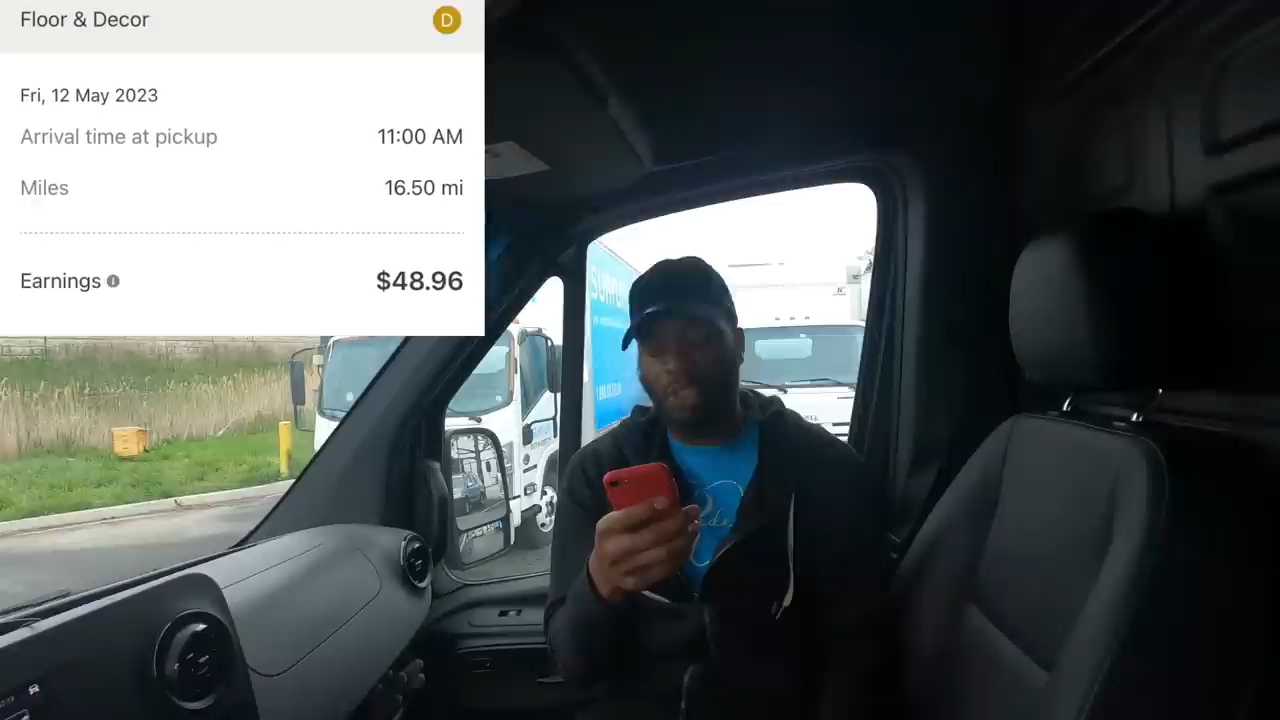 Floor & Decor
D
Fri, 12 May 2023
Arrival time at pickup 11:00 AM
Miles 16.50 mi
Earnings $48.96